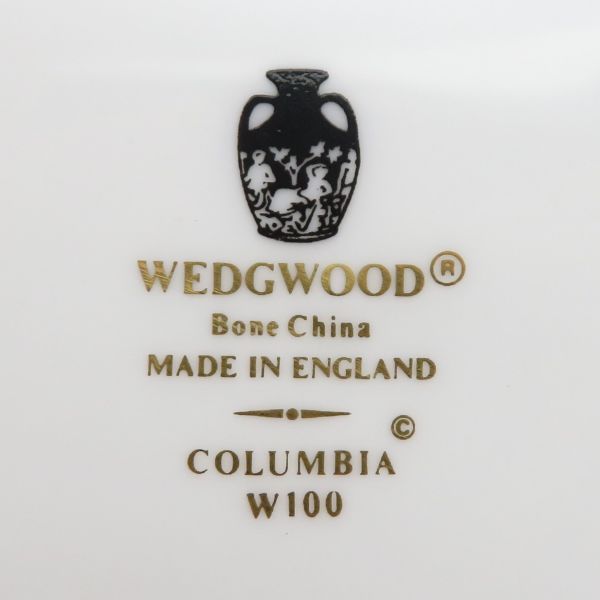 WEDGWOOD®
Bone China
MADE IN ENGLAND
COLUMBIA ©
W100